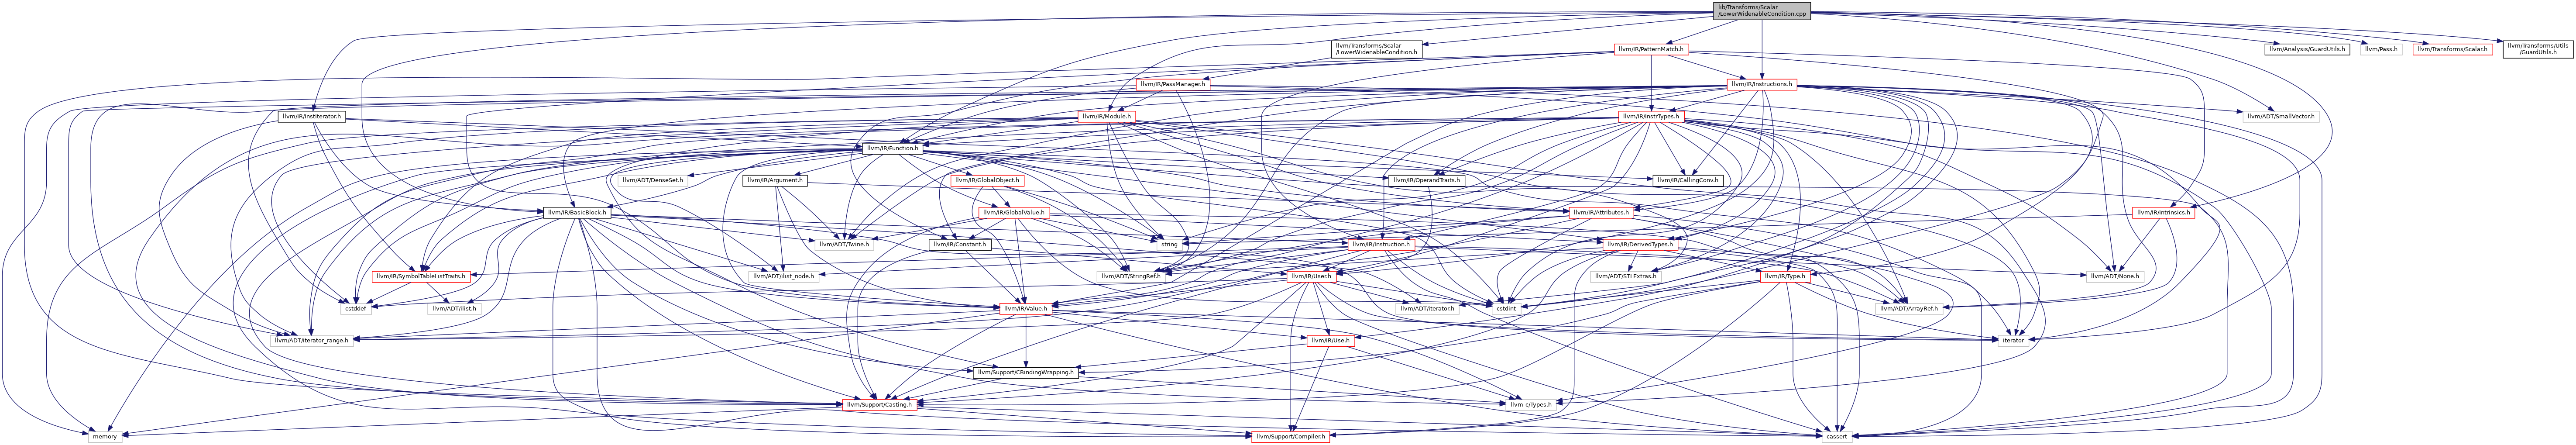 lib/Transforms/Scalar
/LowerWidenableCondition.cpp
llvm/Transforms/Scalar
/LowerWidenableCondition.h
llvm/IR/PatternMatch.h
llvm/Analysis/GuardUtils.h
llvm/Pass.h
llvm/Transforms/Scalar.h
llvm/Transforms/Utils
/GuardUtils.h
llvm/IR/PassManager.h
llvm/IR/Instructions.h
llvm/IR/InstIterator.h
llvm/IR/Module.h
llvm/IR/InstrTypes.h
llvm/ADT/SmallVector.h
llvm/IR/Function.h
llvm/ADT/DenseSet.h
llvm/IR/Argument.h
llvm/IR/GlobalObject.h
llvm/IR/OperandTraits.h
llvm/IR/CallingConv.h
llvm/IR/BasicBlock.h
llvm/IR/GlobalValue.h
llvm/IR/Attributes.h
llvm/IR/Intrinsics.h
llvm/ADT/Twine.h
llvm/IR/Constant.h
string
llvm/IR/Instruction.h
llvm/IR/DerivedTypes.h
llvm/IR/SymbolTableListTraits.h
llvm/ADT/ilist_node.h
llvm/ADT/StringRef.h
llvm/IR/User.h
llvm/ADT/STLExtras.h
llvm/IR/Type.h
llvm/ADT/None.h
cstddef
llvm/ADT/ilist.h
llvm/IR/Value.h
llvm/ADT/iterator.h
cstdint
llvm/ADT/ArrayRef.h
llvm/ADT/iterator_range.h
llvm/IR/Use.h
iterator
llvm/Support/CBindingWrapping.h
llvm/Support/Casting.h
llvm-c/Types.h
memory
llvm/Support/Compiler.h
cassert